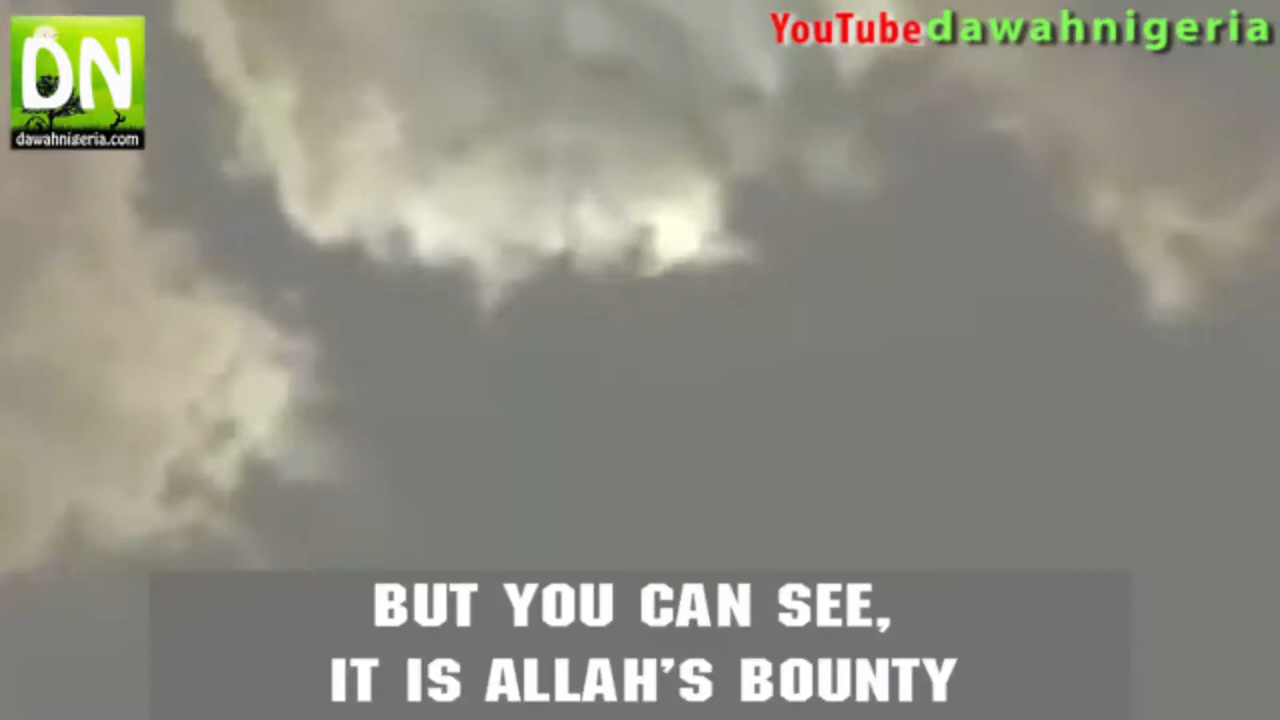 DN
dawahnigeria.com
YouTubedawahnigeria
BUT YOU CAN SEE,
IT IS ALLAH'S BOUNTY